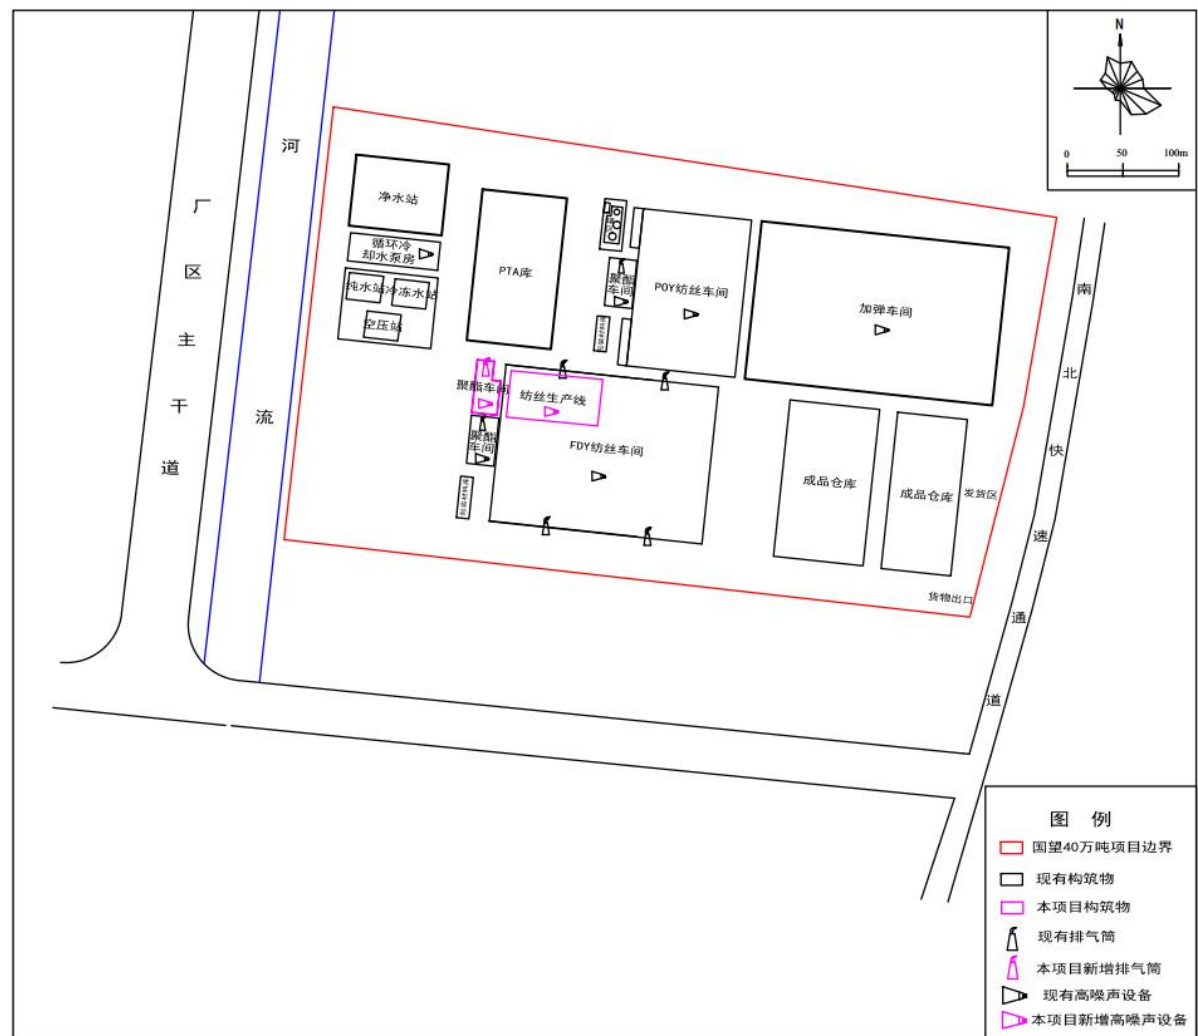 N
0 50 100m
厂区主干道
河流
净水站
循环冷
却水泵房
纯水站
冷冻水站
空压站
PTA库
聚酯
车间
POY纺丝车间
加弹车间
南北快速通道
聚酯车间
纺丝生产线
聚酯
车间
FDY纺丝车间
成品仓库
成品仓库
发货区
货物出口
图 例
国望40万吨项目边界
现有构筑物
本项目构筑物
现有排气筒
本项目新增排气筒
现有高噪声设备
本项目新增高噪声设备